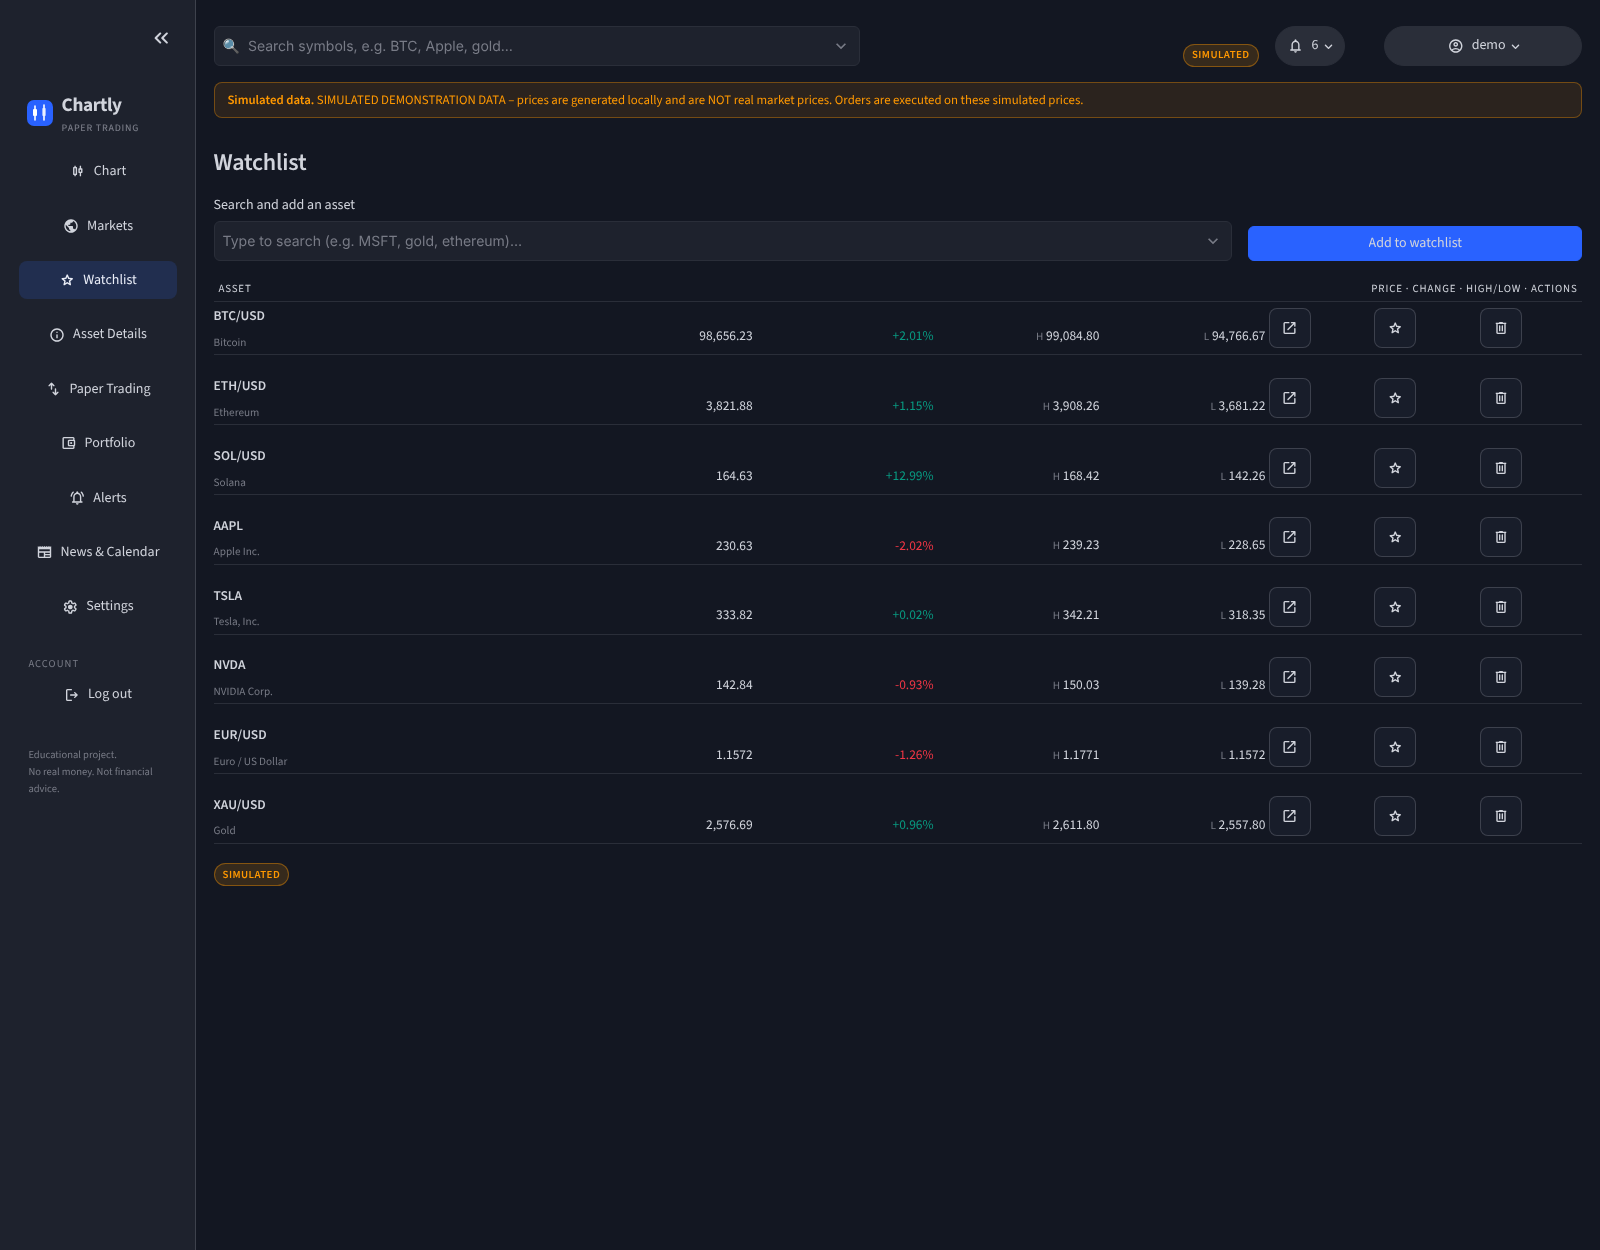 Search symbols, e.g. BTC, Apple, gold...
SIMULATED
6
demo
Simulated data. SIMULATED DEMONSTRATION DATA – prices are generated locally and are NOT real market prices. Orders are executed on these simulated prices.
Chartly
PAPER TRADING
Chart
Markets
Watchlist
Asset Details
Paper Trading
Portfolio
Alerts
News & Calendar
Settings
ACCOUNT
Log out
Educational project.
No real money. Not financial
advice.
Watchlist
Search and add an asset
Type to search (e.g. MSFT, gold, ethereum)...
Add to watchlist
ASSET PRICE · CHANGE · HIGH/LOW · ACTIONS
BTC/USD
Bitcoin 98,656.23 +2.01% H 99,084.80 L 94,766.67
ETH/USD
Ethereum 3,821.88 +1.15% H 3,908.26 L 3,681.22
SOL/USD
Solana 164.63 +12.99% H 168.42 L 142.26
AAPL
Apple Inc. 230.63 -2.02% H 239.23 L 228.65
TSLA
Tesla, Inc. 333.82 +0.02% H 342.21 L 318.35
NVDA
NVIDIA Corp. 142.84 -0.93% H 150.03 L 139.28
EUR/USD
Euro / US Dollar 1.1572 -1.26% H 1.1771 L 1.1572
XAU/USD
Gold 2,576.69 +0.96% H 2,611.80 L 2,557.80
SIMULATED